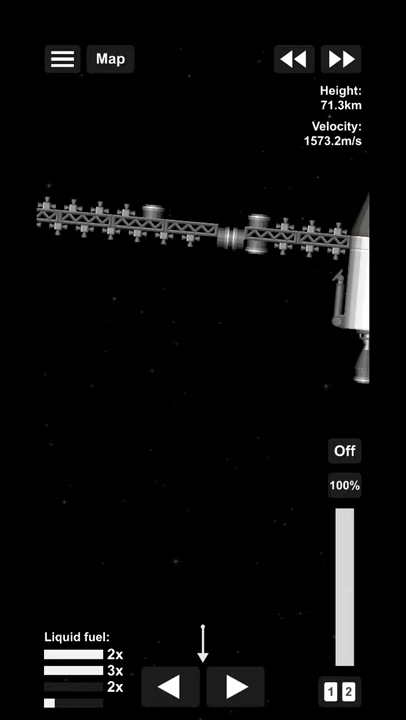 Map
Height:
71.3km
Velocity:
1573.2m/s
Off
100%
Liquid fuel:
2x
3x
2x
1 2